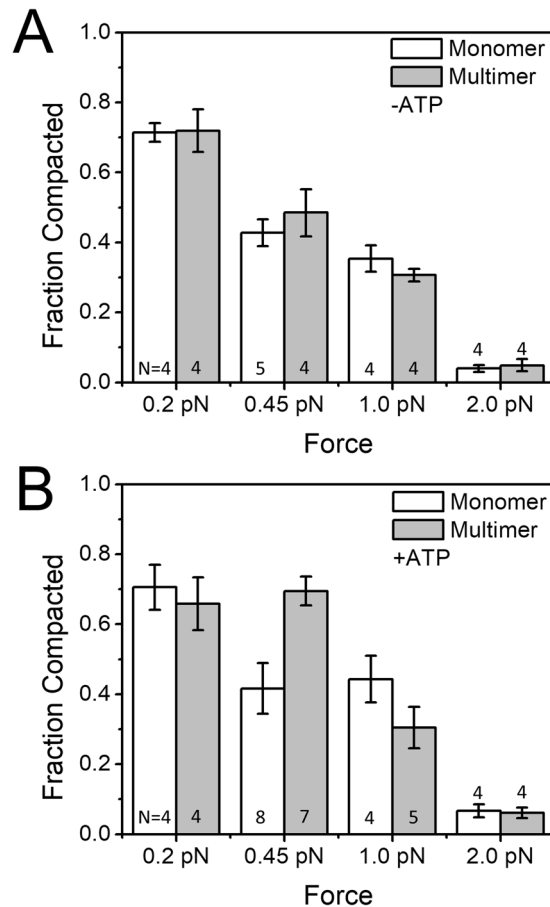 A
1.0
Monomer
Multimer
-ATP
0.8
0.6
0.4
0.2
0.0
Fraction Compacted
4 4
N=4 4 5 4 4 4
0.2 pN 0.45 pN 1.0 pN 2.0 pN
Force
B
1.0
Monomer
Multimer
+ATP
0.8
0.6
0.4
0.2
0.0
Fraction Compacted
4 4
N=4 4 8 7 4 5
0.2 pN 0.45 pN 1.0 pN 2.0 pN
Force